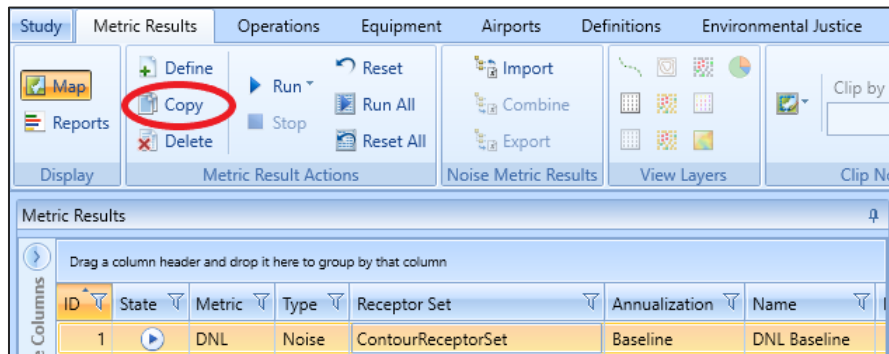 Study Metric Results Operations Equipment Airports Definitions Environmental Justice
Map
Reports
Display
Define
Copy
Delete
Run
Stop
Reset
Run All
Reset All
Metric Result Actions
Import
Combine
Export
Noise Metric Results
View Layers
Clip by
Clip
Metric Results
Drag a column header and drop it here to group by that column
Columns
ID State Metric Type Receptor Set Annualization Name
1 DNL Noise ContourReceptorSet Baseline DNL Baseline